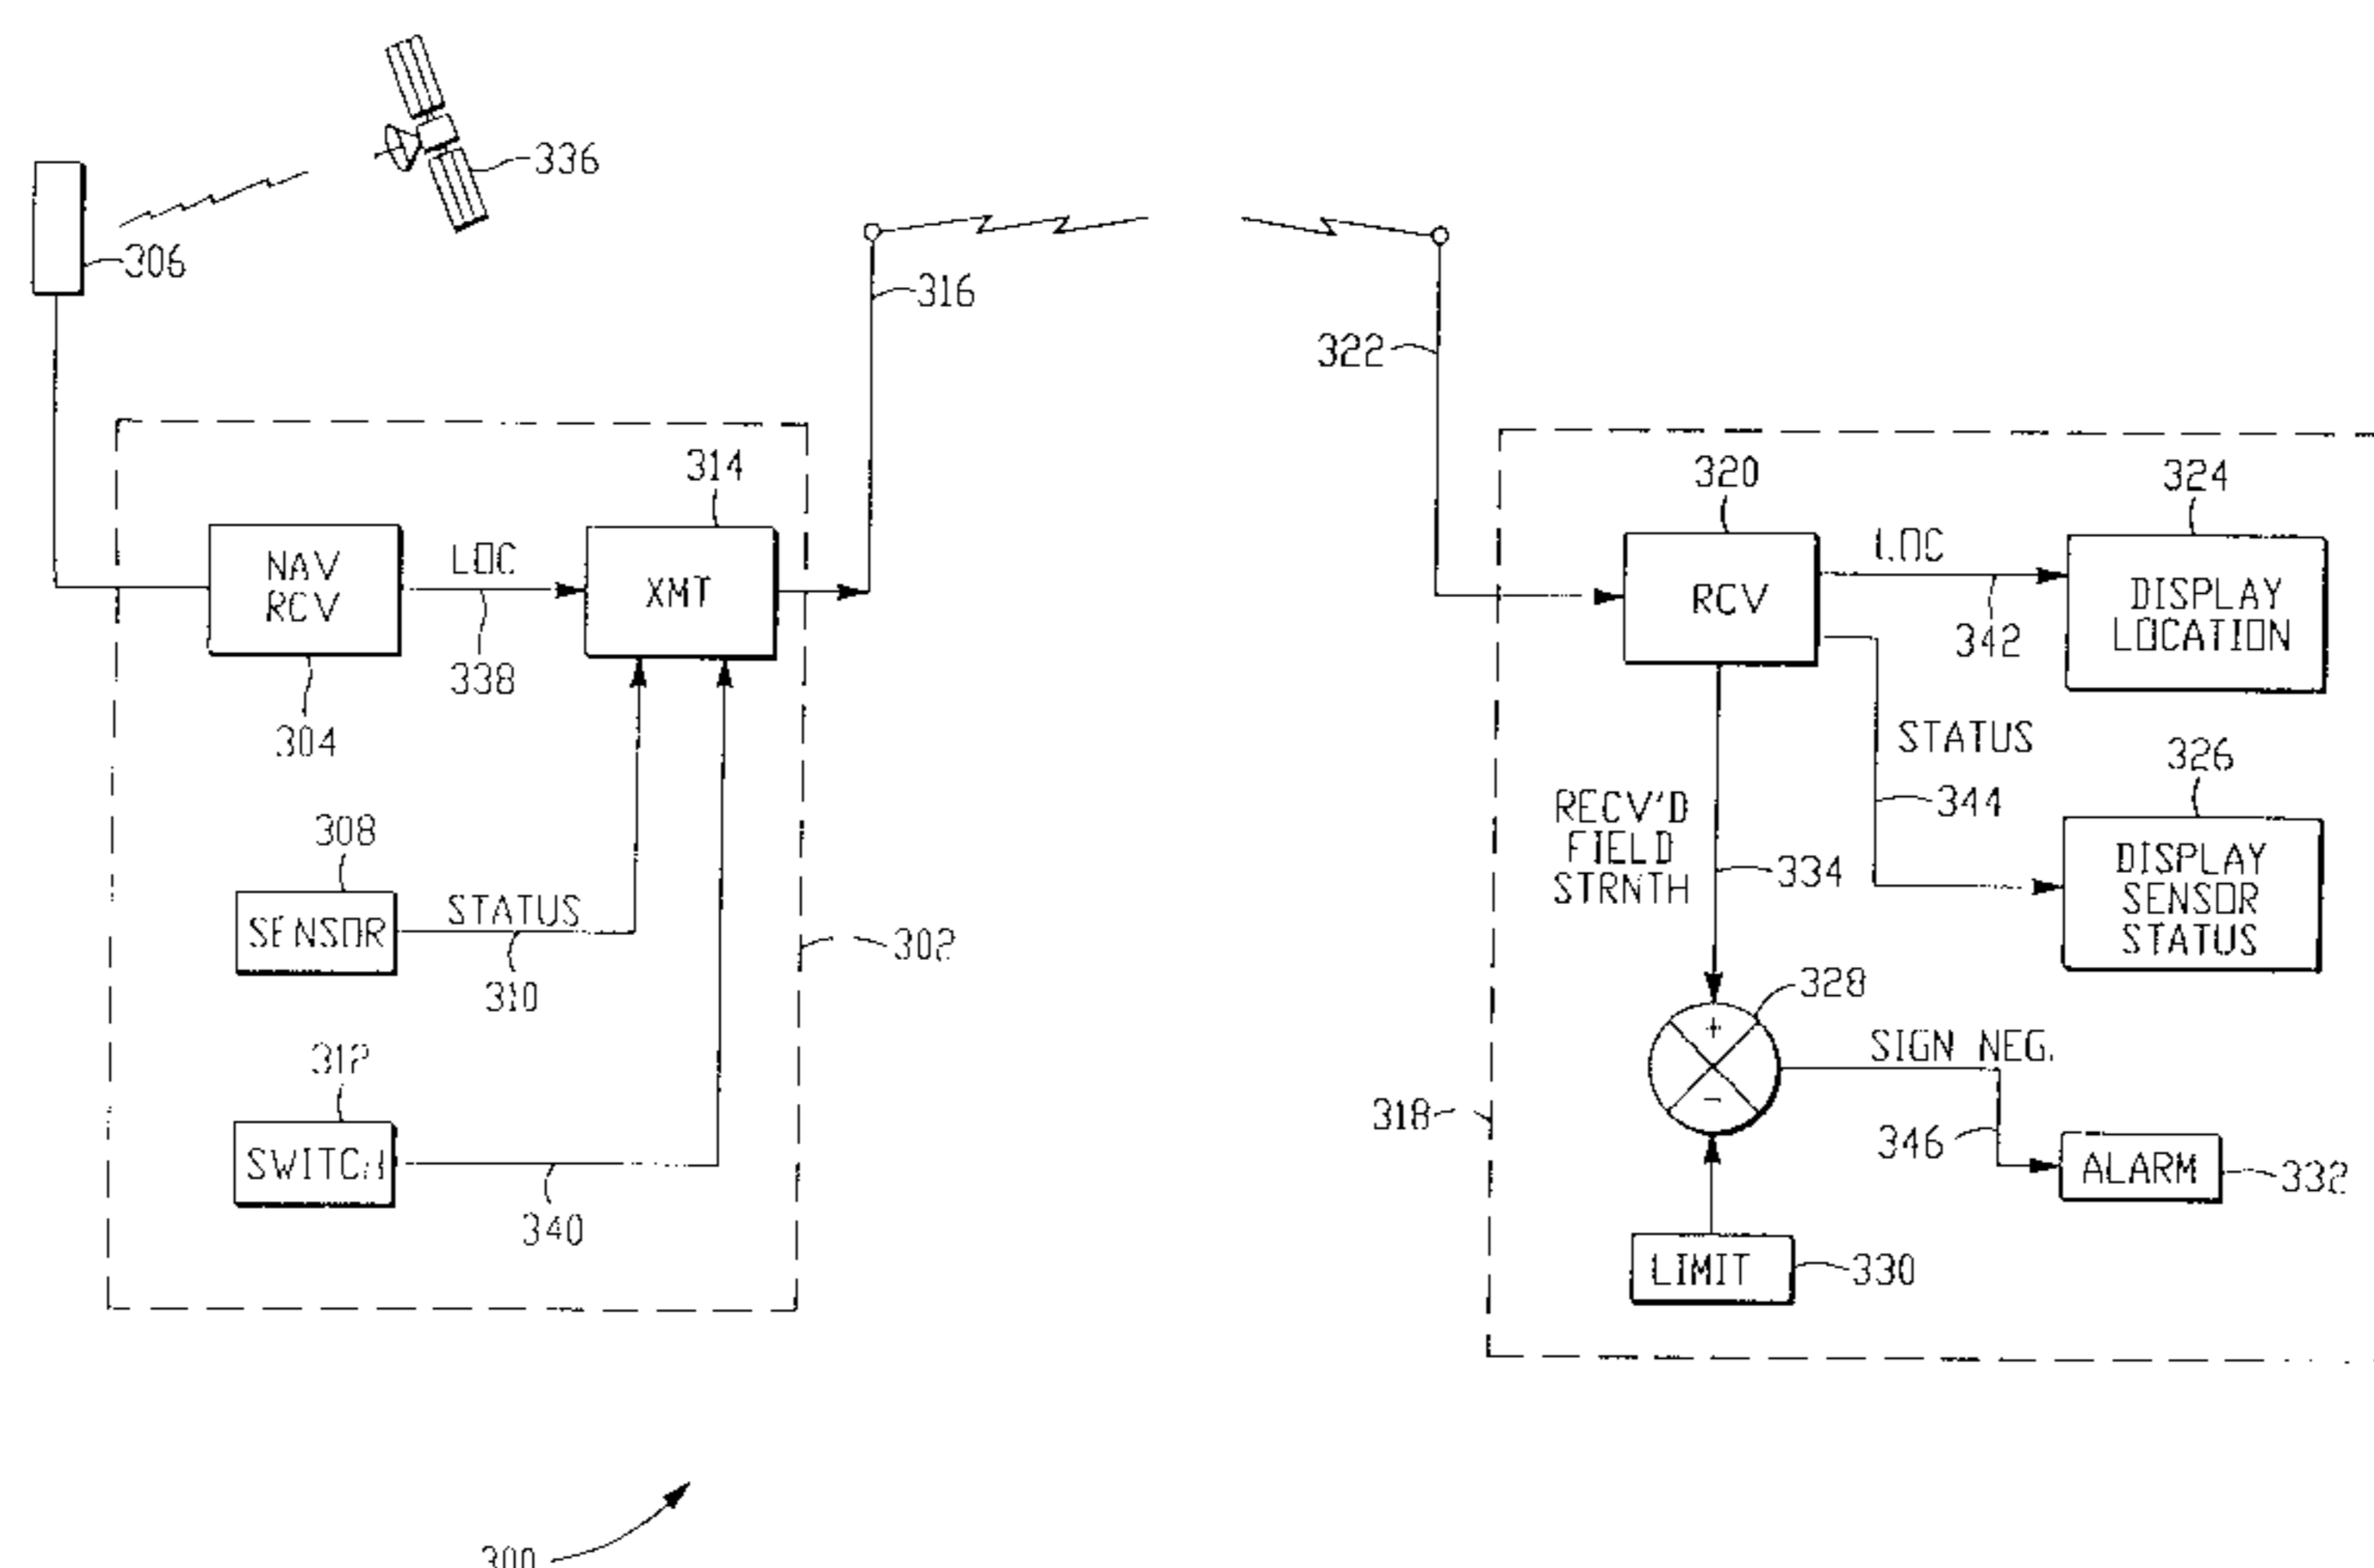 336
306
316
322
314
320
324
NAV
RCV
LOC
XMT
RCV
LOC
DISPLAY
LOCATION
338
342
304
STATUS
326
344
RECV'D
FIELD
STRNTH
334
DISPLAY
SENSOR
STATUS
308
SENSOR
STATUS
302
310
328
+
-
SIGN NEG.
312
SWITCH
318
346
ALARM
332
340
LIMIT
330
300